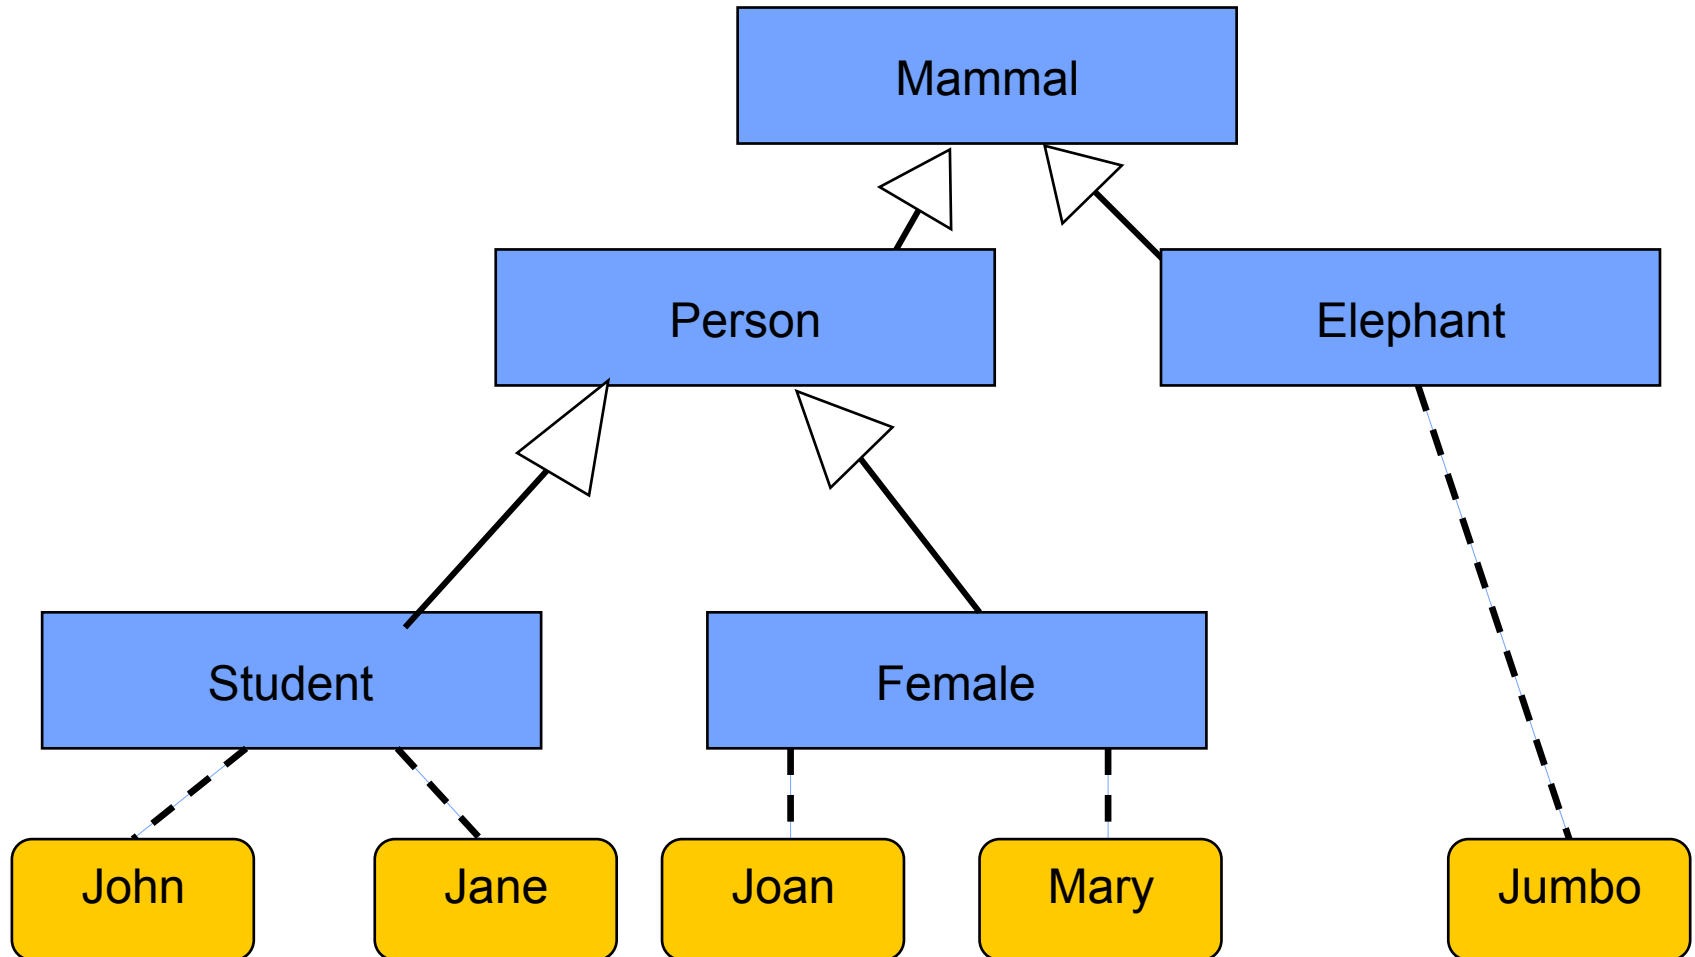 Mammal
Person
Elephant
Student
Female
John
Jane
Joan
Mary
Jumbo